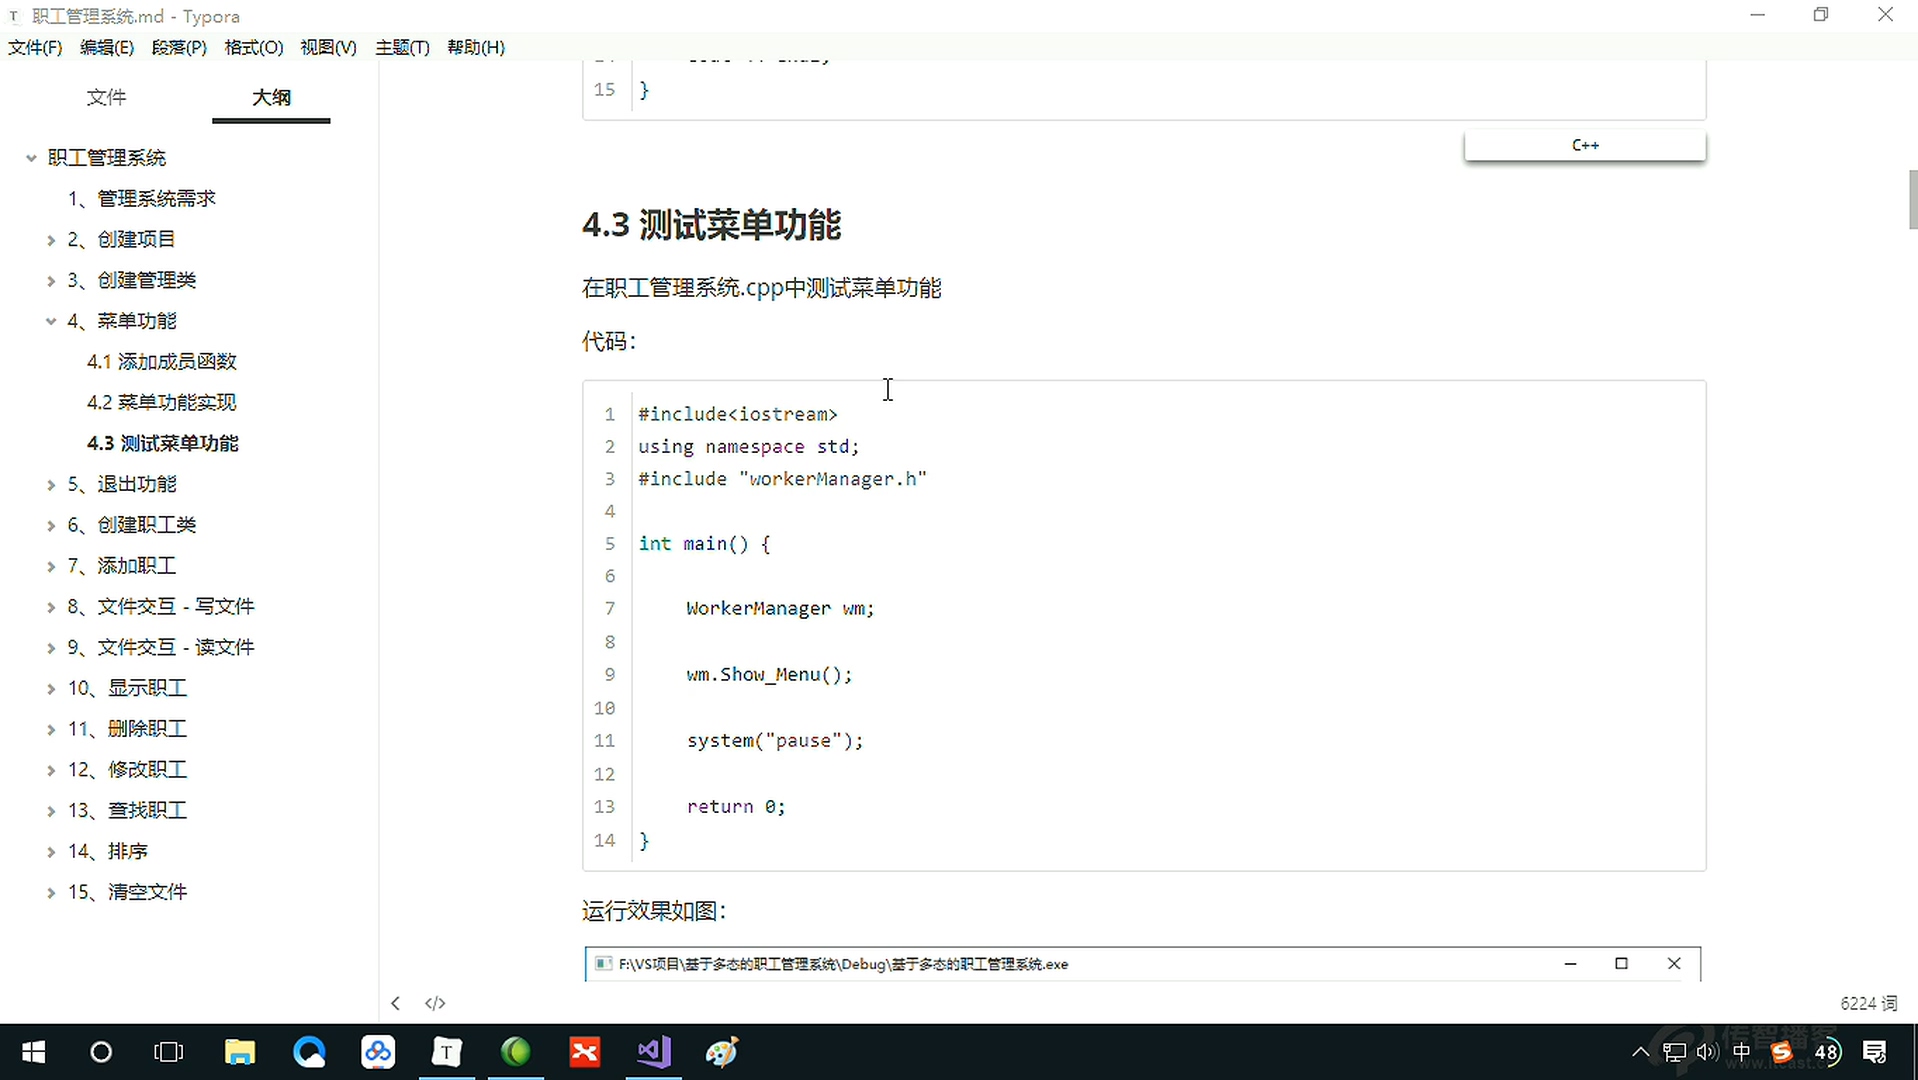 职工管理系统.md - Typora
文件(F) 编辑(E) 段落(P) 格式(O) 视图(V) 主题(T) 帮助(H)
文件 大纲
职工管理系统
1、管理系统需求
2、创建项目
3、创建管理类
4、菜单功能
4.1 添加成员函数
4.2 菜单功能实现
4.3 测试菜单功能
5、退出功能
6、创建职工类
7、添加职工
8、文件交互 - 写文件
9、文件交互 - 读文件
10、显示职工
11、删除职工
12、修改职工
13、查找职工
14、排序
15、清空文件
15 }
C++
4.3 测试菜单功能
在职工管理系统.cpp中测试菜单功能
代码：
1 #include<iostream>
2 using namespace std;
3 #include "workerManager.h"
4
5 int main() {
6
7 WorkerManager wm;
8
9 wm.Show_Menu();
10
11 system("pause");
12
13 return 0;
14 }
运行效果如图：
F:\VS项目\基于多态的职工管理系统\Debug\基于多态的职工管理系统.exe
6224 词
中
48
传智播客